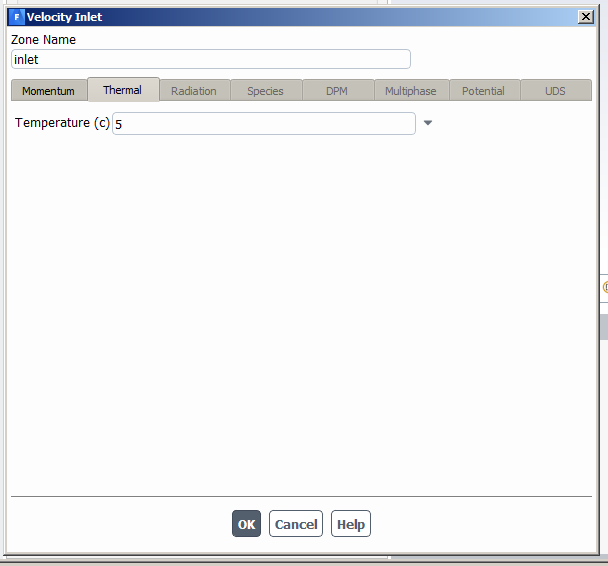 F Velocity Inlet
Zone Name
inlet
Momentum Thermal Radiation Species DPM Multiphase Potential UDS
Temperature (c) 5
OK Cancel Help